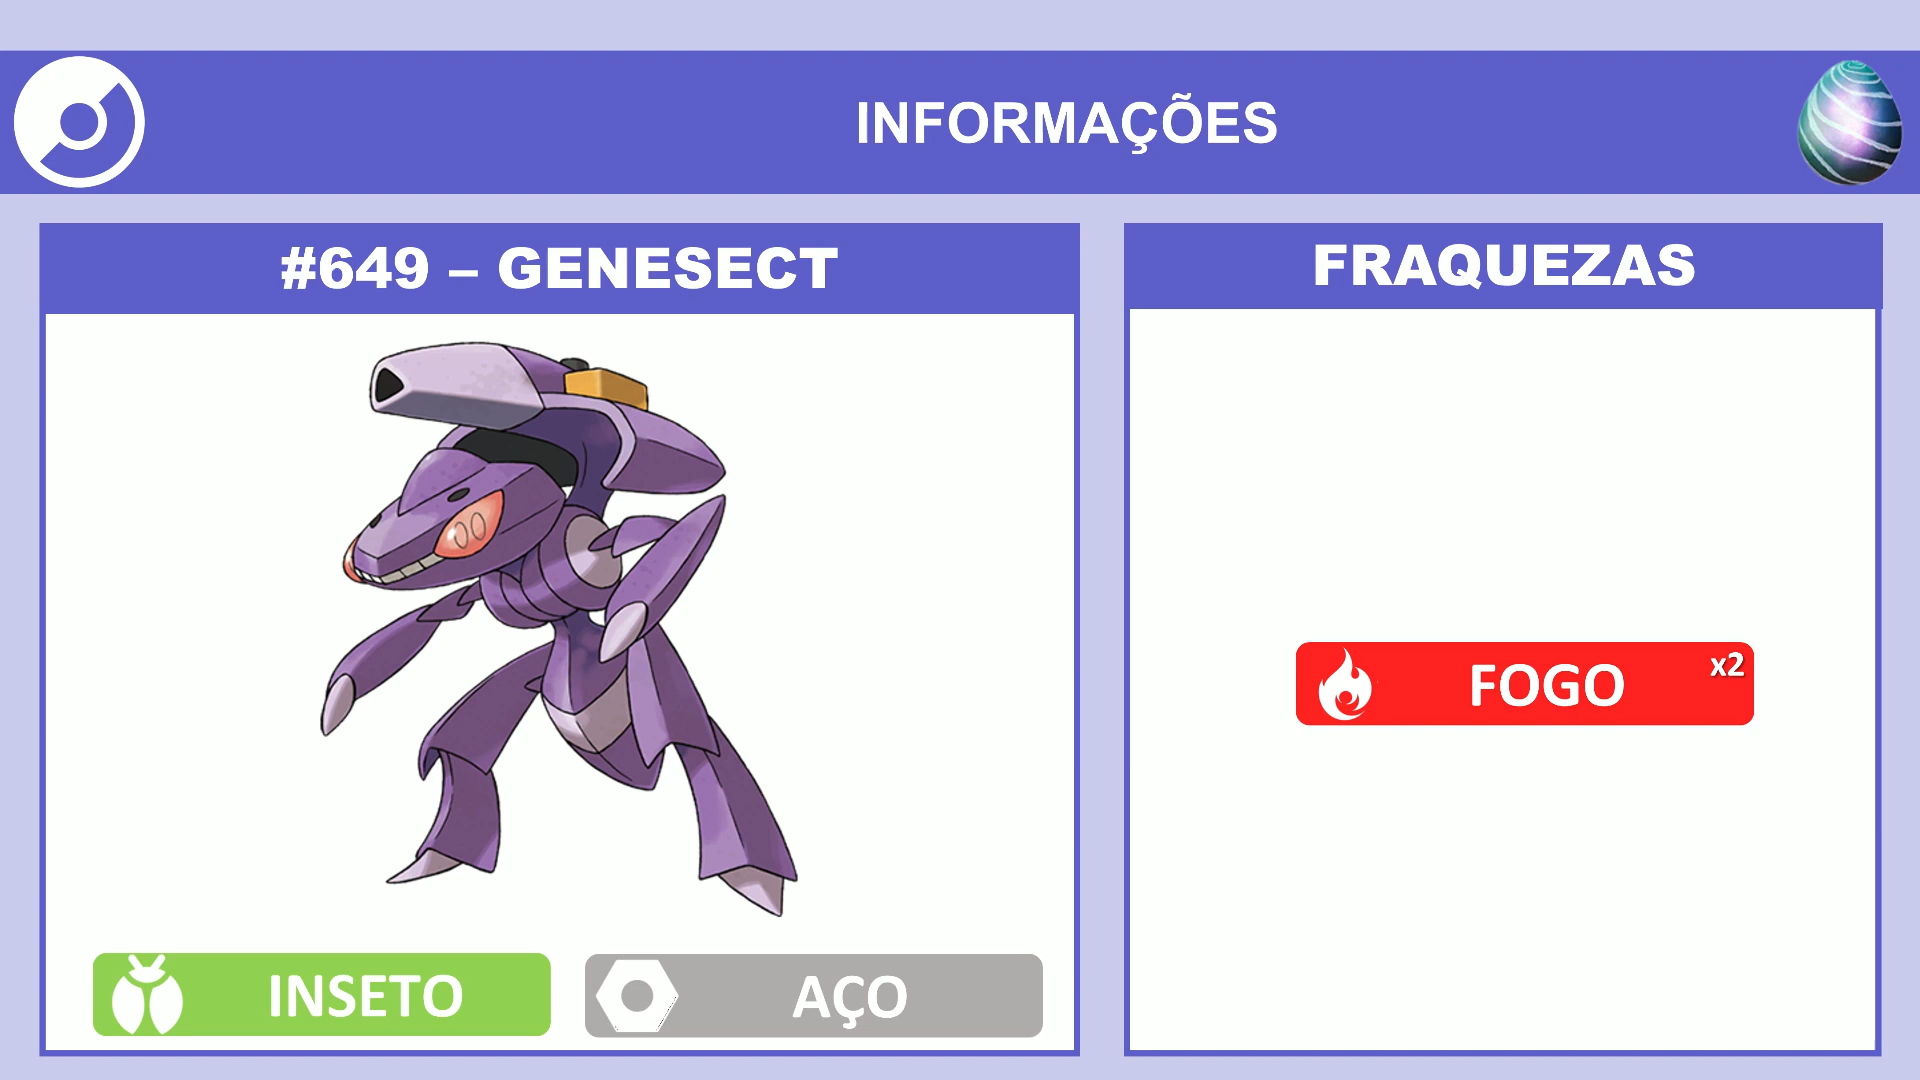 INFORMAÇÕES
#649 – GENESECT
FRAQUEZAS
FOGO x2
INSETO
AÇO